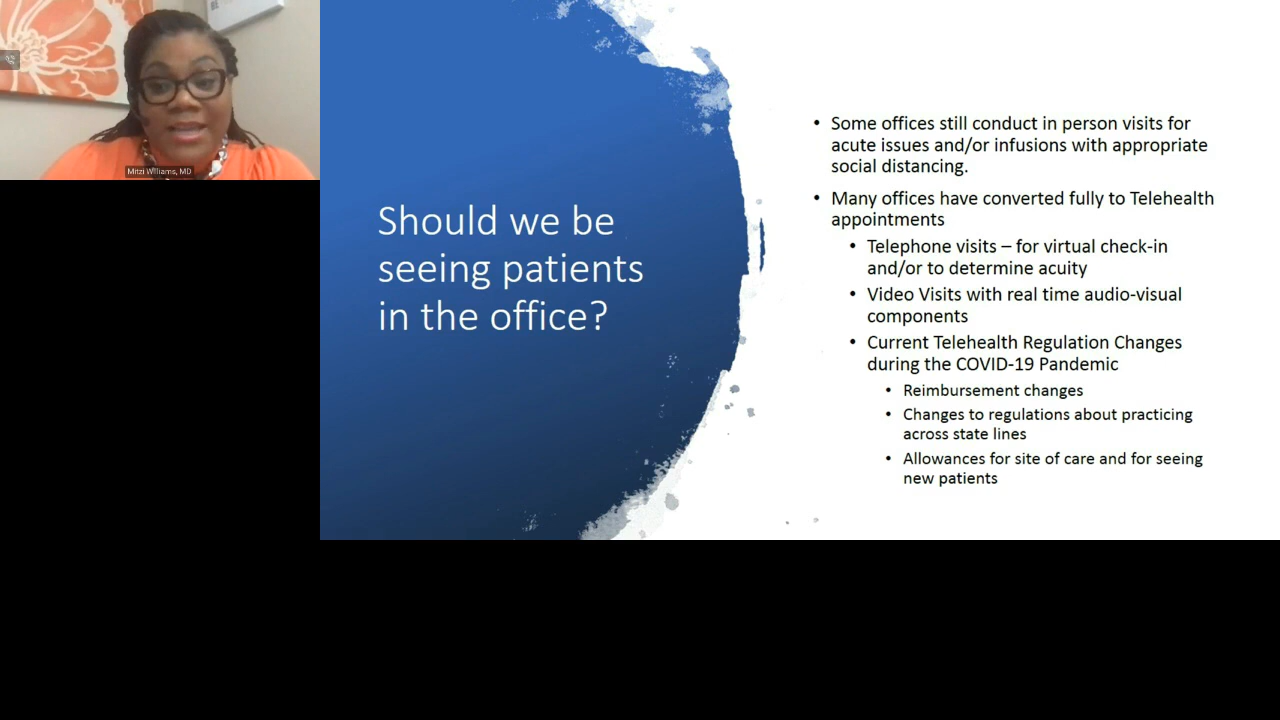 Mitzi Williams, MD
Should we be
seeing patients
in the office?
• Some offices still conduct in person visits for
acute issues and/or infusions with appropriate
social distancing.
• Many offices have converted fully to Telehealth
appointments
• Telephone visits – for virtual check-in
and/or to determine acuity
• Video Visits with real time audio-visual
components
• Current Telehealth Regulation Changes
during the COVID-19 Pandemic
• Reimbursement changes
• Changes to regulations about practicing
across state lines
• Allowances for site of care and for seeing
new patients